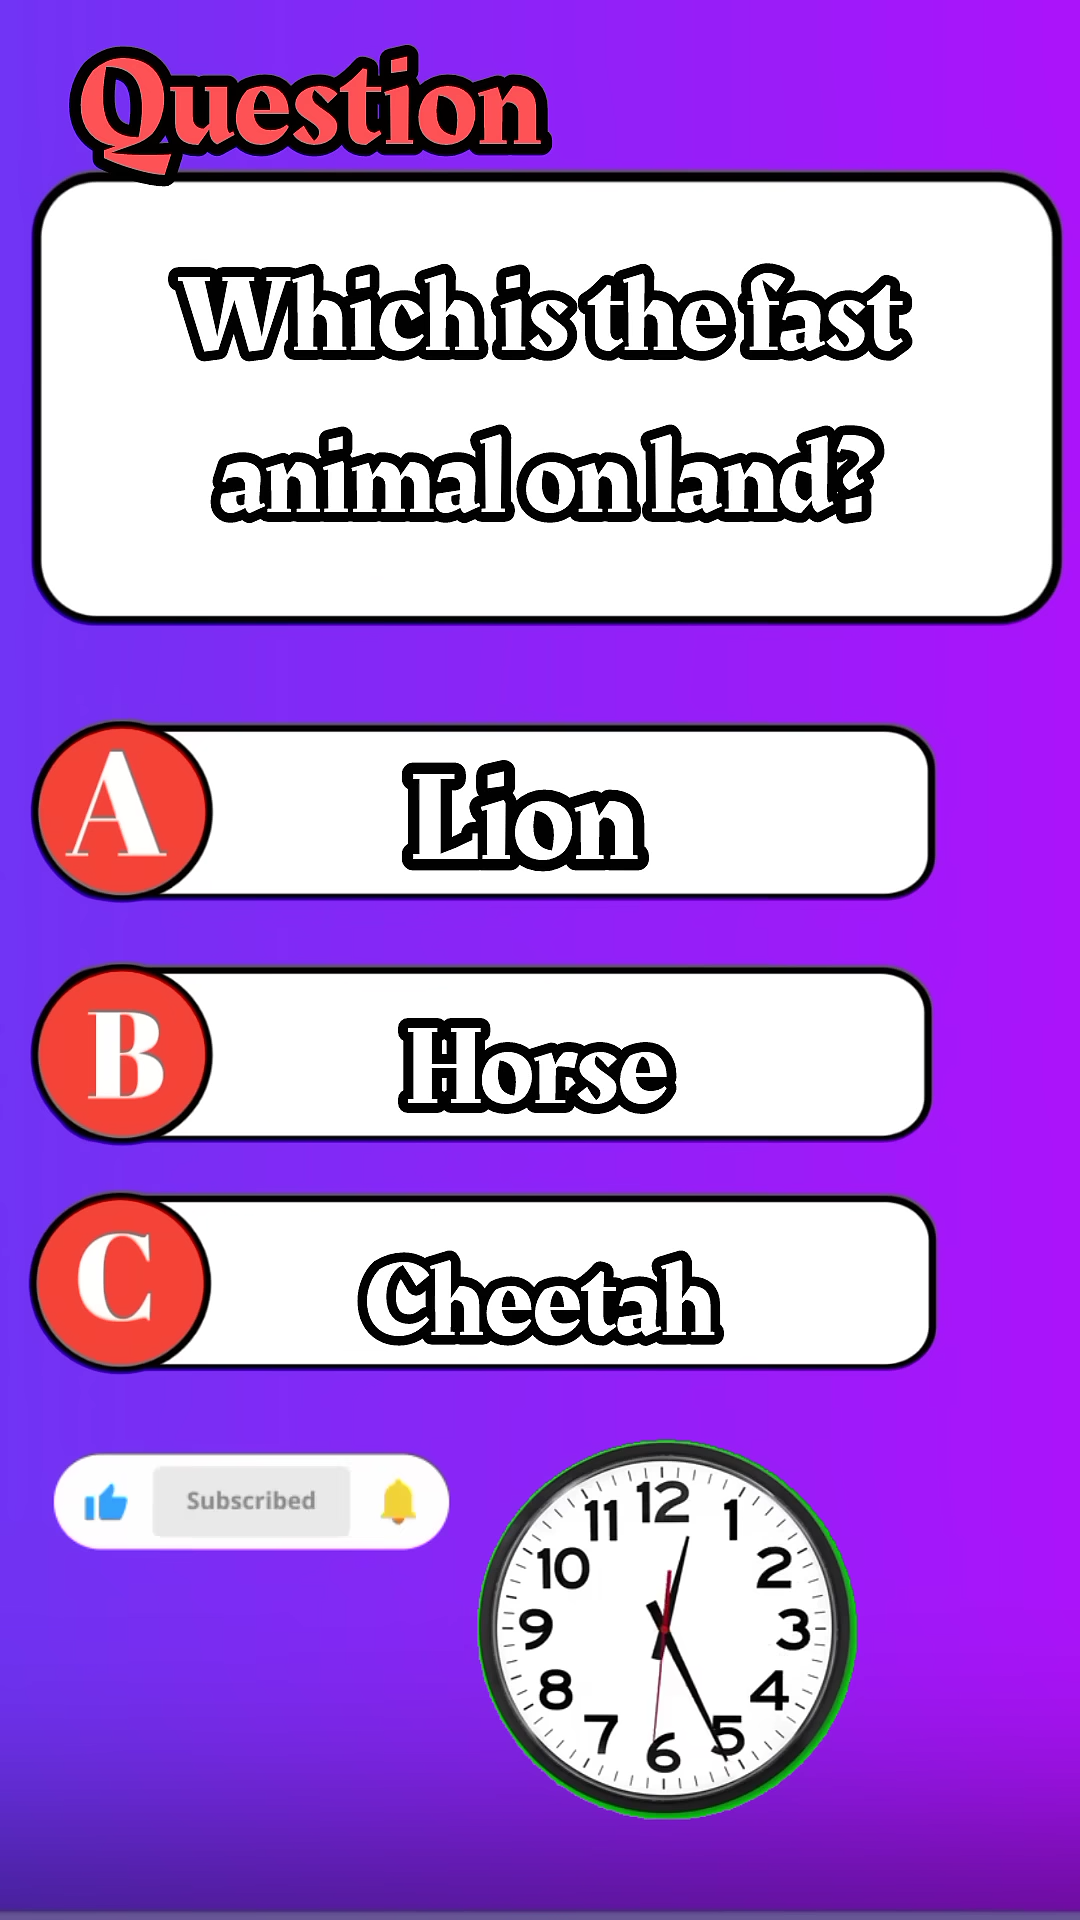 Question
Which is the fast
animal on land?
A
Lion
B
Horse
C
Cheetah
Subscribed
12
1
2
3
4
5
6
7
8
9
10
11